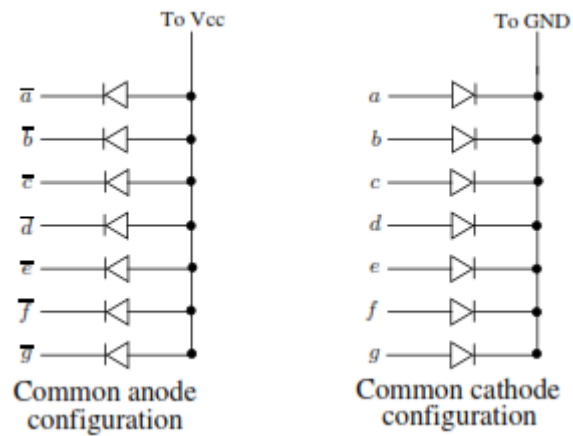 To Vcc
a̅
b̅
c̅
d̅
e̅
f̅
g̅
Common anode
configuration
To GND
a
b
c
d
e
f
g
Common cathode
configuration